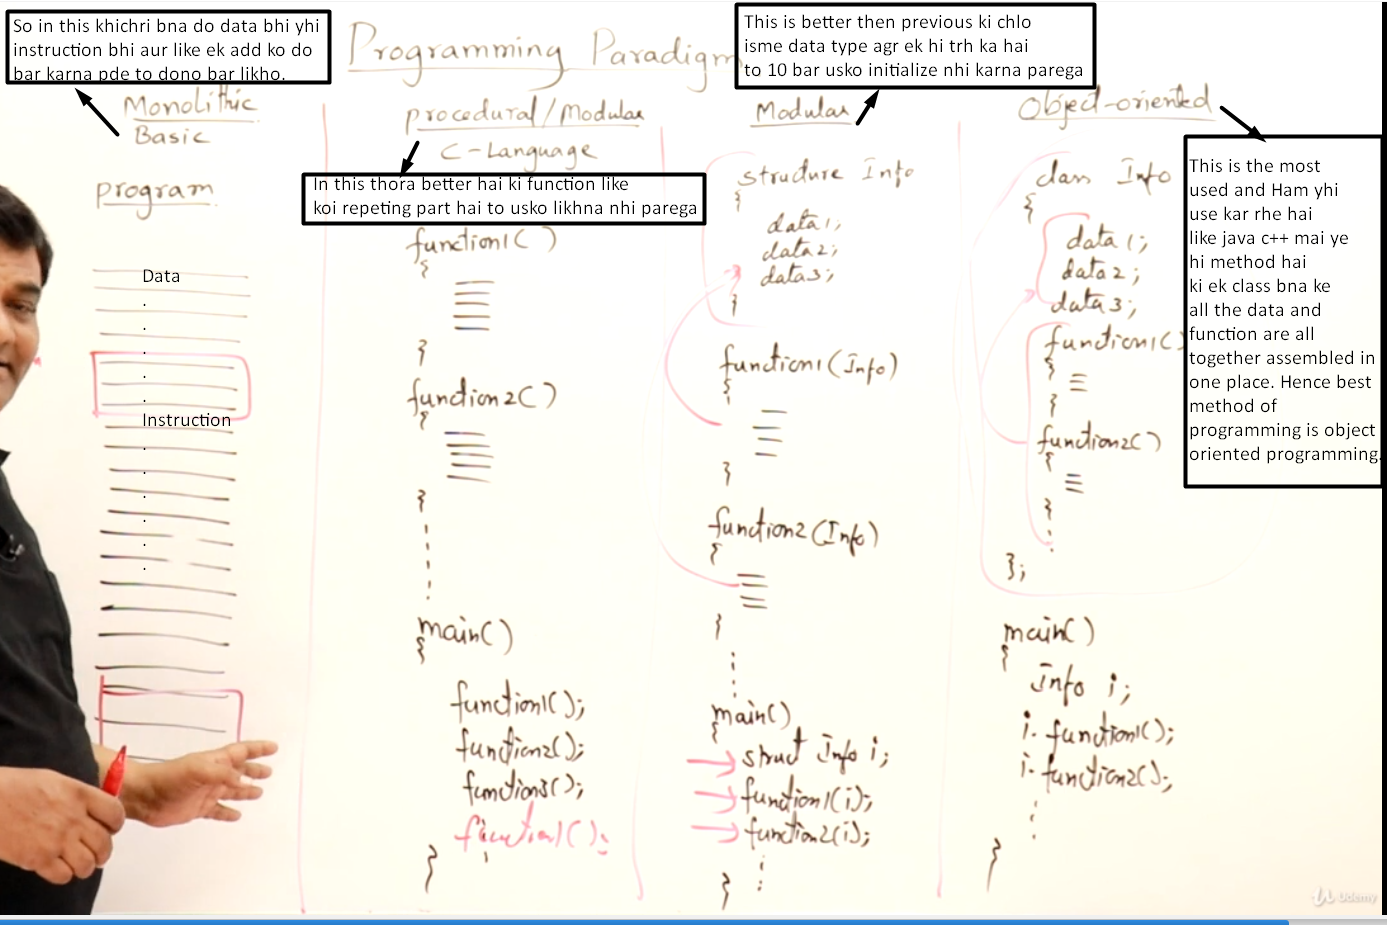 So in this khichri bna do data bhi yhi
instruction bhi aur like ek add ko do
bar karna pde to dono bar likho.
Programming Paradigm
This is better then previous ki chlo
isme data type agr ek hi trh ka hai
to 10 bar usko initialize nhi karna parega
Monolithic
Basic
program
Data
.
.
.
.
.
Instruction
.
.
.
.
.
.
procedural/Modular
C-Language
In this thora better hai ki function like
koi repeting part hai to usko likhna nhi parega
function1( )
{
}
function2( )
{
}
main( )
{
function1( );
function2( );
function3( );
function1( );
}
Modular
structure Info
{
data1;
data2;
data3;
}
function1(Info)
{
}
function2(Info)
{
}
main( )
{
struct Info i;
function1(i);
function2(i);
}
Object-oriented
class Info
{
data1;
data2;
data3;
function1( )
{
}
function2( )
{
}
};
main( )
{
Info i;
i.function1( );
i.function2( );
}
This is the most
used and Ham yhi
use kar rhe hai
like java c++ mai ye
hi method hai
ki ek class bna ke
all the data and
function are all
together assembled in
one place. Hence best
method of
programming is object
oriented programming.
Udemy